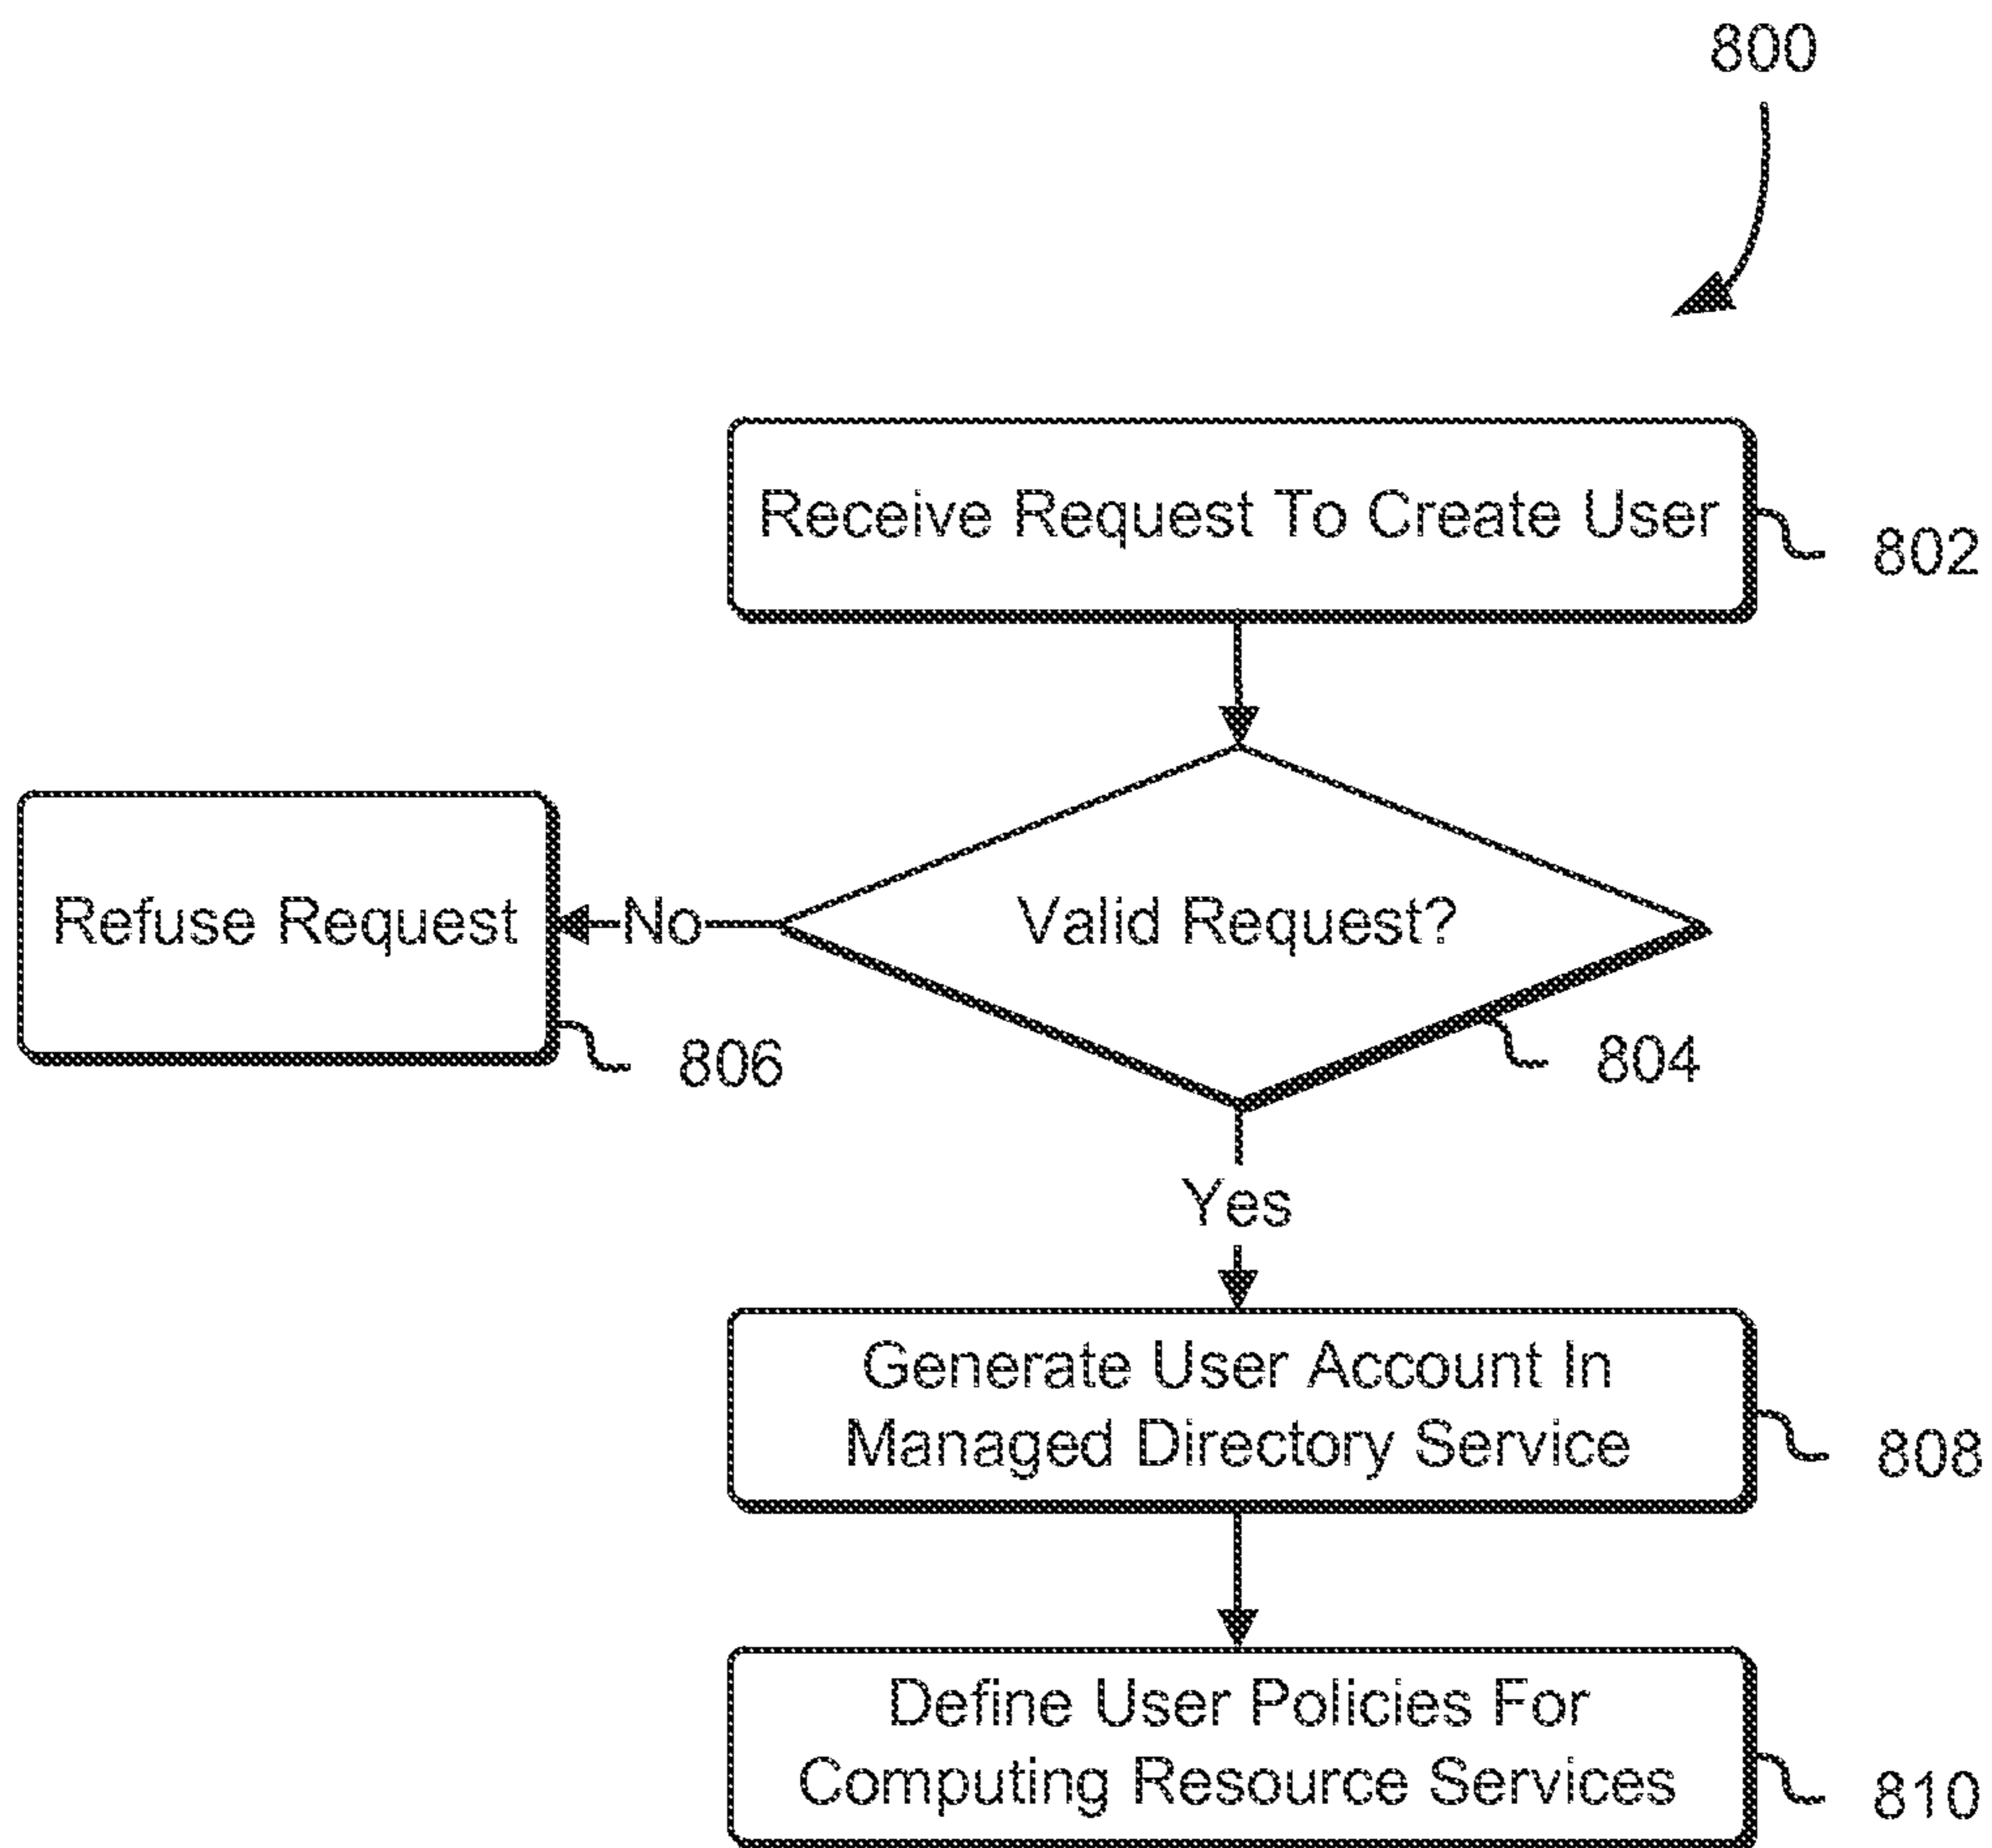 800
Receive Request To Create User
802
Valid Request?
No
Refuse Request
806
804
Yes
Generate User Account In
Managed Directory Service
808
Define User Policies For
Computing Resource Services
810